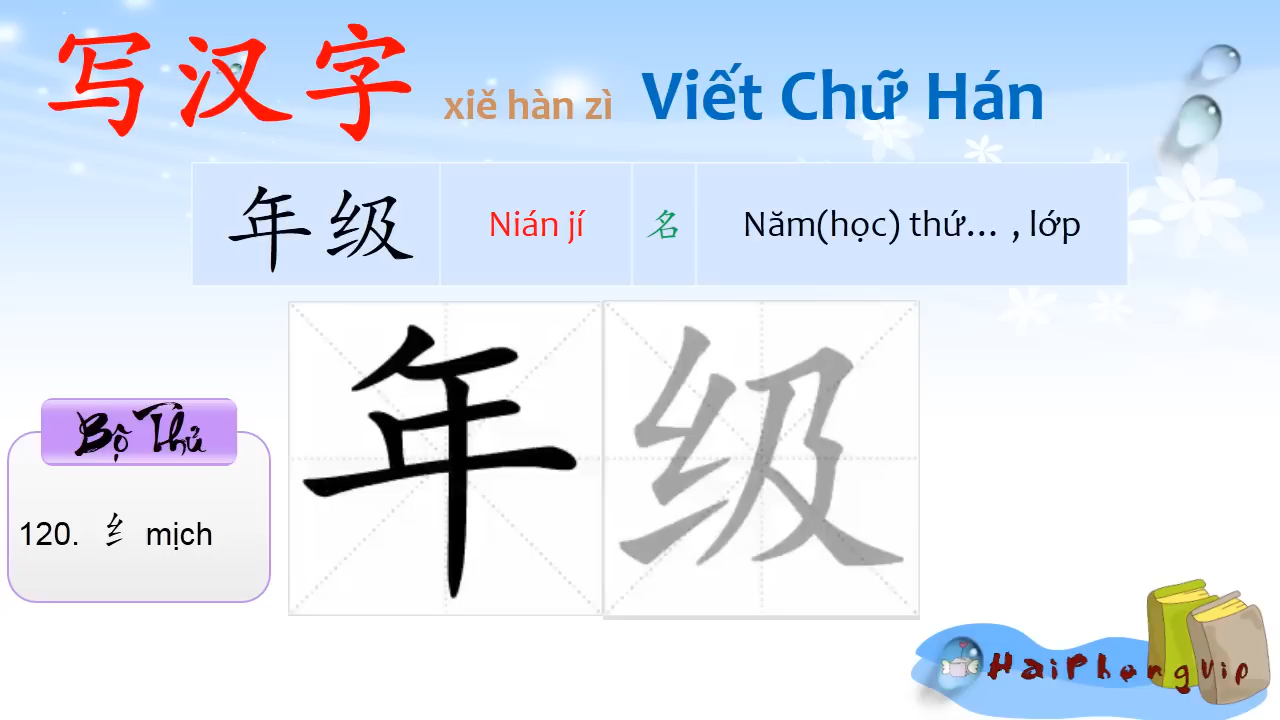 写汉字 xiě hàn zì Viết Chữ Hán
年级 Nián jí 名 Năm(học) thứ... , lớp
年级
Bộ Thủ
120. 纟 mịch
HaiPhongVip